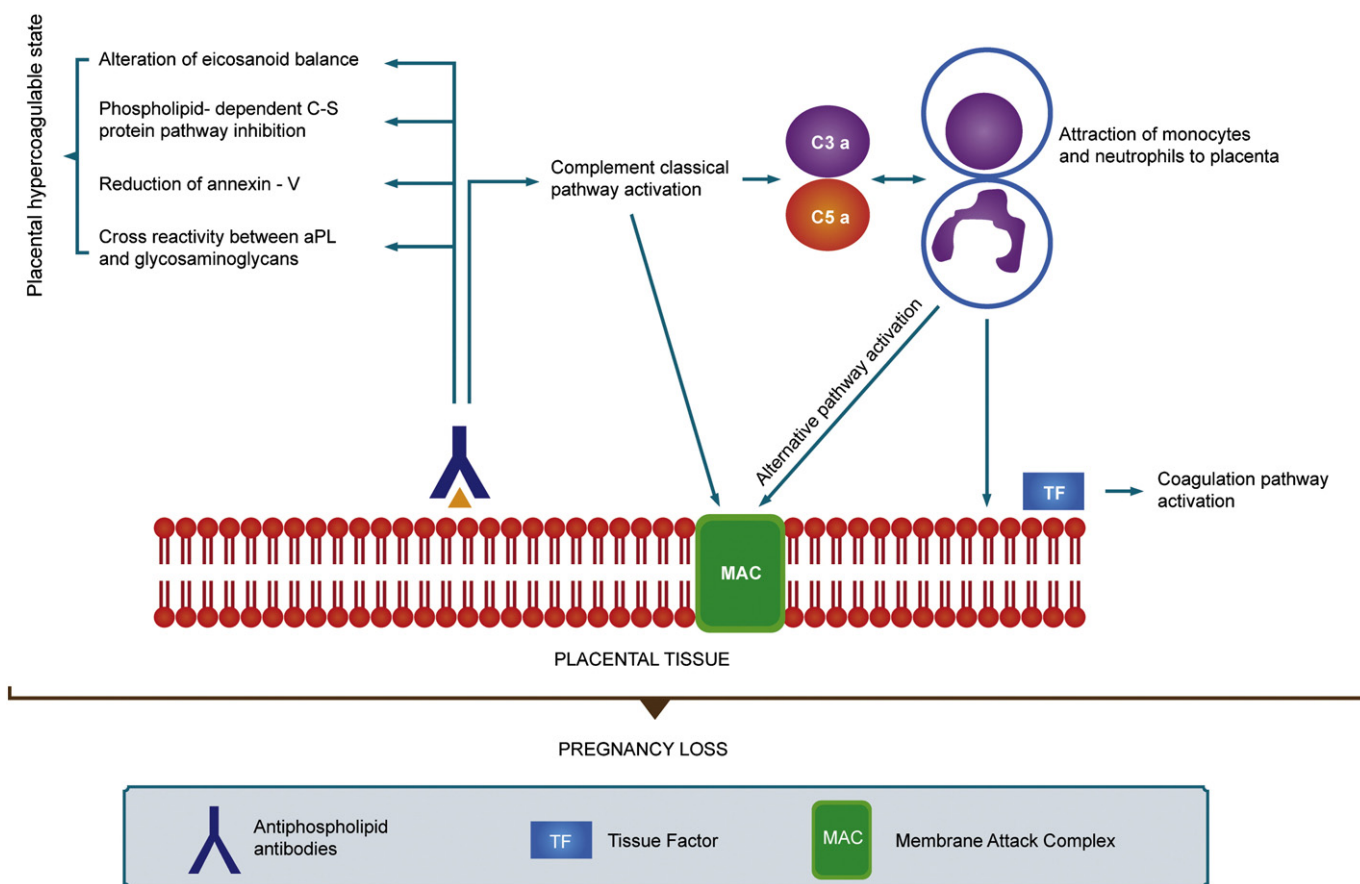 Placental hypercoagulable state
Alteration of eicosanoid balance
Phospholipid- dependent C-S
protein pathway inhibition
Reduction of annexin - V
Cross reactivity between aPL
and glycosaminoglycans
Complement classical
pathway activation
C3 a
C5 a
Attraction of monocytes
and neutrophils to placenta
Alternative pathway activation
TF
Coagulation pathway
activation
MAC
PLACENTAL TISSUE
PREGNANCY LOSS
Antiphospholipid
antibodies
TF
Tissue Factor
MAC
Membrane Attack Complex